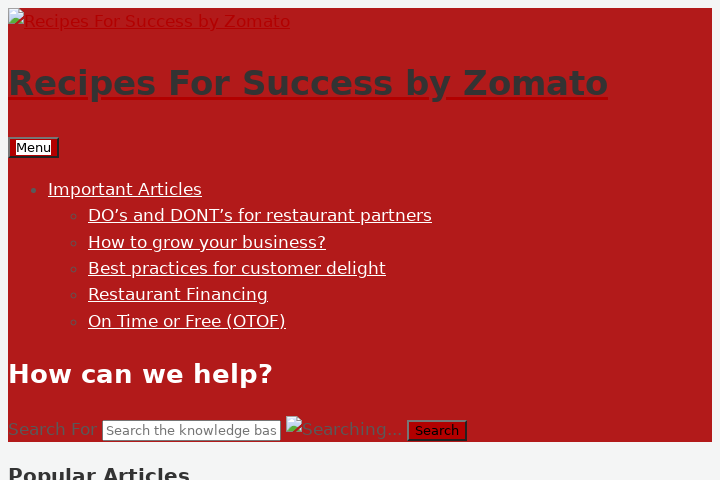 Recipes For Success by Zomato
Recipes For Success by Zomato
Menu
Important Articles
DO’s and DONT’s for restaurant partners
How to grow your business?
Best practices for customer delight
Restaurant Financing
On Time or Free (OTOF)
How can we help?
Search For Search the knowledge bas Searching... Search
Popular Articles